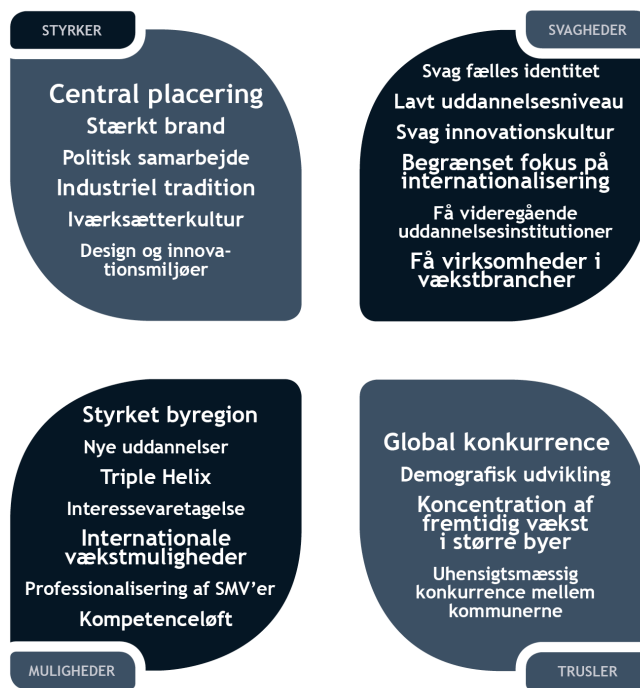 STYRKER
Central placering
Stærkt brand
Politisk samarbejde
Industriel tradition
Iværksætterkultur
Design og innova-
tionsmiljøer
SVAGHEDER
Svag fælles identitet
Lavt uddannelsesniveau
Svag innovationskultur
Begrænset fokus på
internationalisering
Få videregående
uddannelsesinstitutioner
Få virksomheder i
vækstbrancher
Styrket byregion
Nye uddannelser
Triple Helix
Interessevaretagelse
Internationale
vækstmuligheder
Professionalisering af SMV'er
Kompetenceløft
MULIGHEDER
Global konkurrence
Demografisk udvikling
Koncentration af
fremtidig vækst
i større byer
Uhensigtsmæssig
konkurrence mellem
kommunerne
TRUSLER